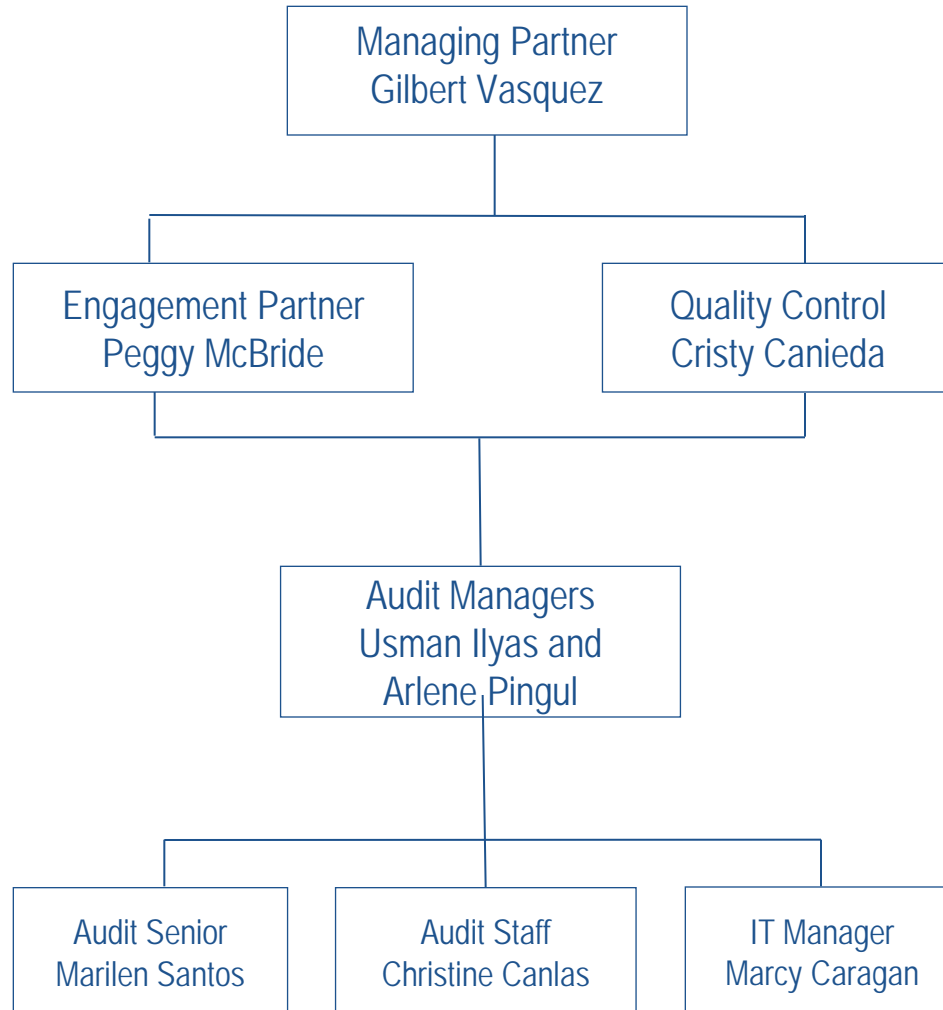 Managing Partner
Gilbert Vasquez
Engagement Partner
Peggy McBride
Quality Control
Cristy Canieda
Audit Managers
Usman Ilyas and
Arlene Pingul
Audit Senior
Marilen Santos
Audit Staff
Christine Canlas
IT Manager
Marcy Caragan